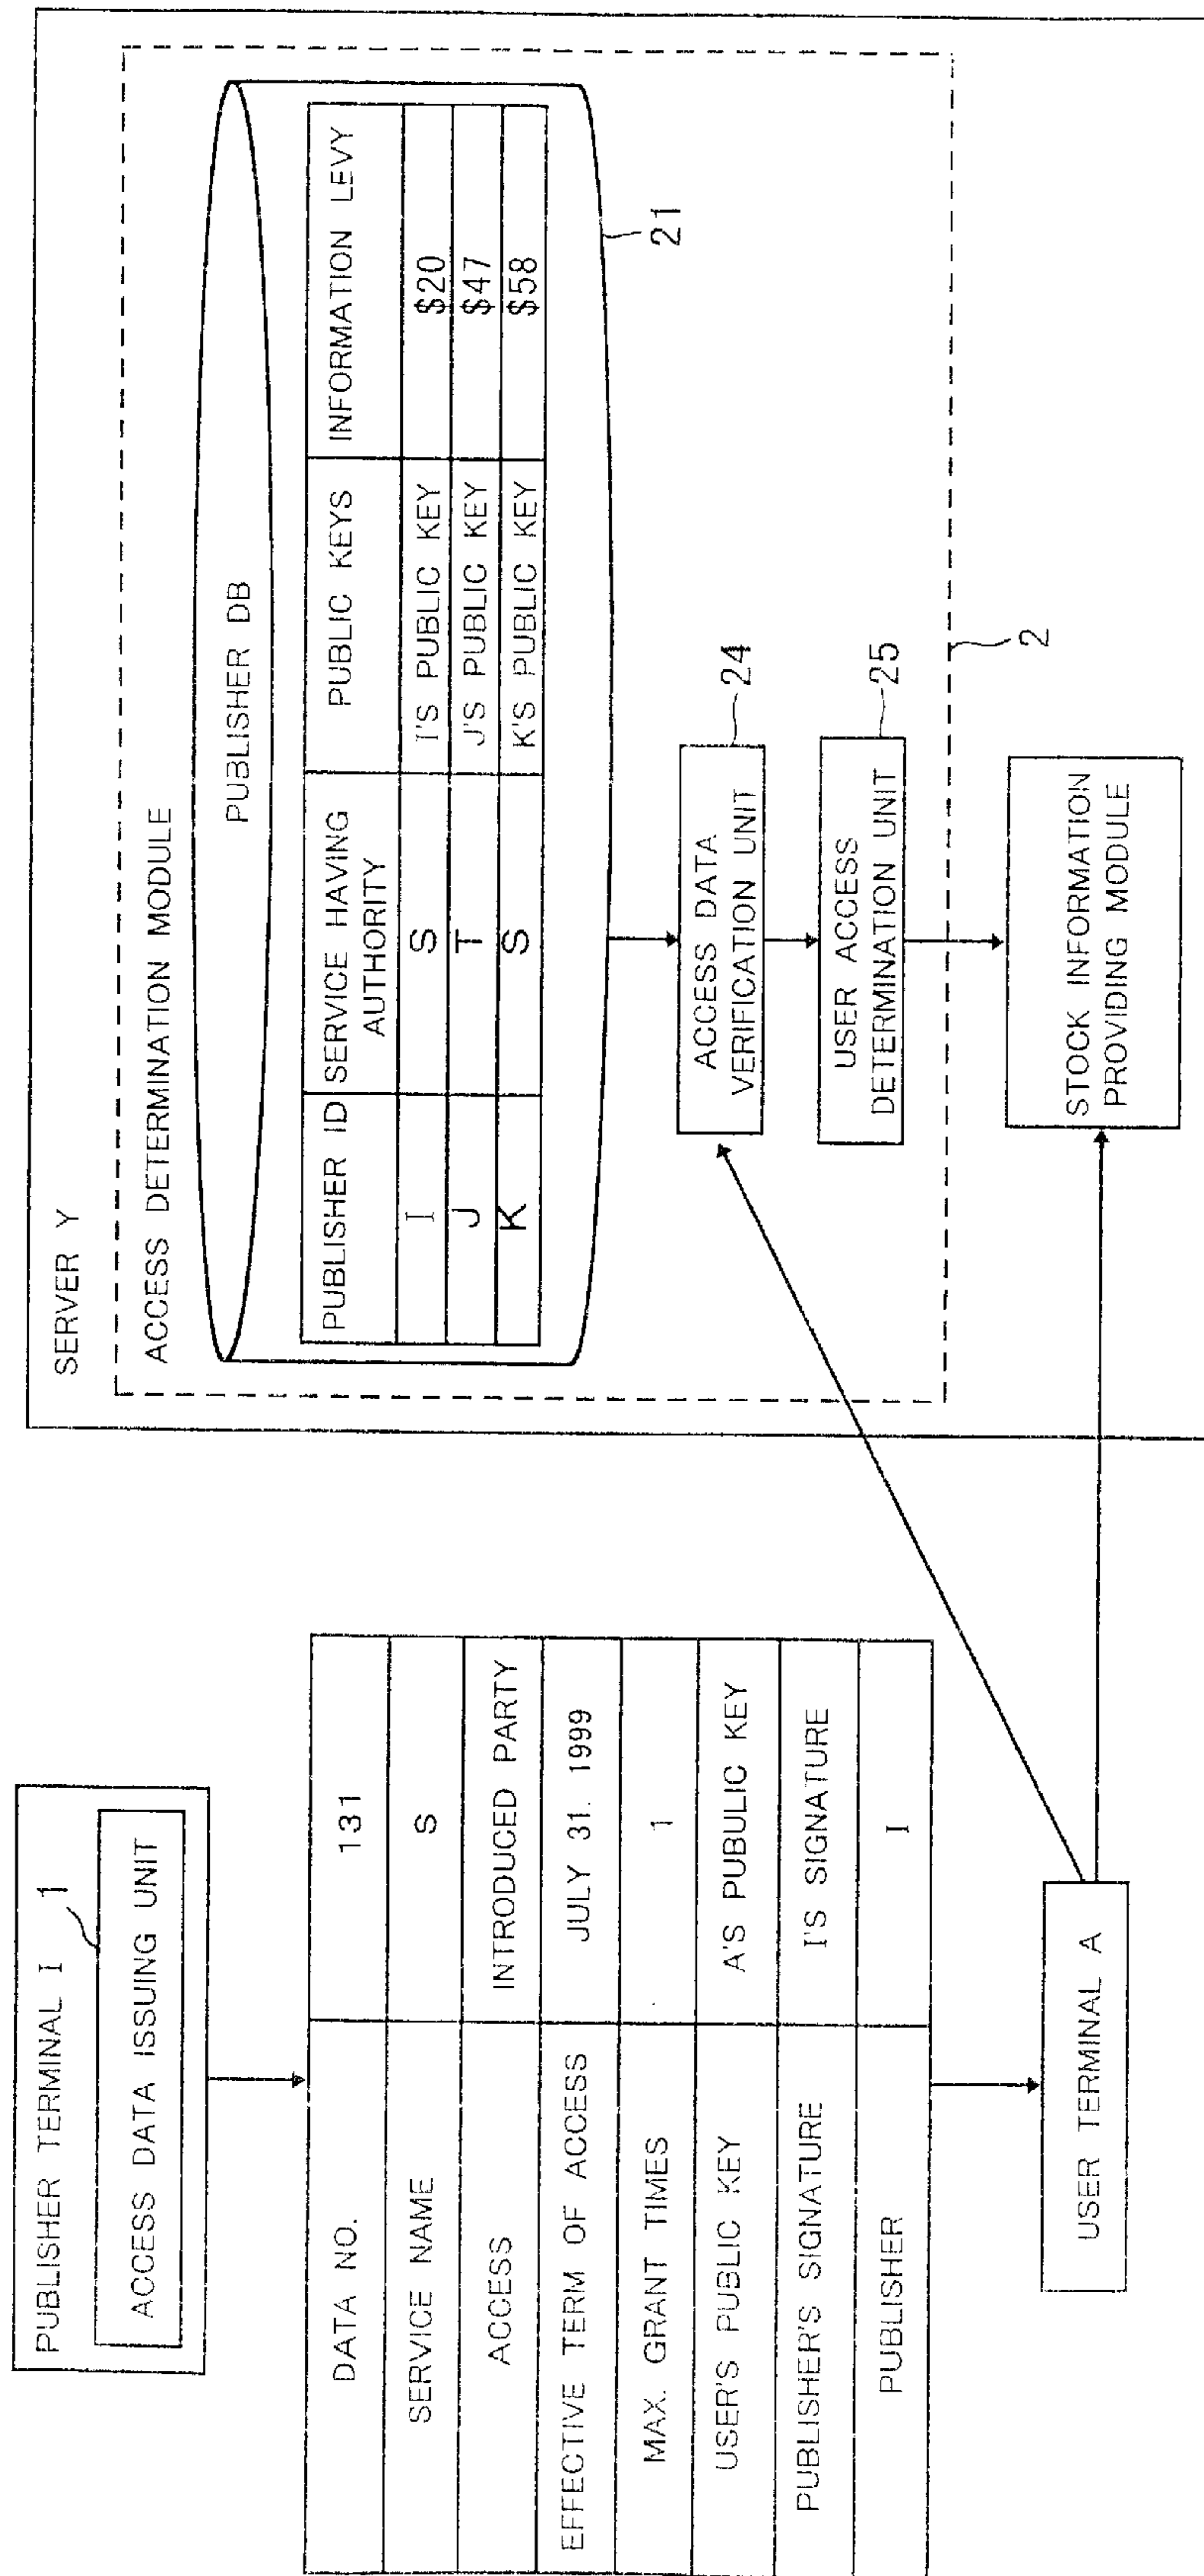 PUBLISHER TERMINAL I
1
ACCESS DATA ISSUING UNIT
DATA NO. 131
SERVICE NAME S
ACCESS INTRODUCED PARTY
EFFECTIVE TERM OF ACCESS JULY 31. 1999
MAX. GRANT TIMES 1
USER'S PUBLIC KEY A'S PUBULIC KEY
PUBLISHER'S SIGNATURE I'S SIGNATURE
PUBLISHER I
USER TERMINAL A
SERVER Y
ACCESS DETERMINATION MODULE
PUBLISHER DB
PUBLISHER ID SERVICE HAVING AUTHORITY PUBLIC KEYS INFORMATION LEVY
I S I'S PUBLIC KEY $20
J T J'S PUBLIC KEY $47
K S K'S PUBLIC KEY $58
21
ACCESS DATA
VERIFICATION UNIT
24
USER ACCESS
DETERMINATION UNIT
25
2
STOCK INFORMATION
PROVIDING MODULE